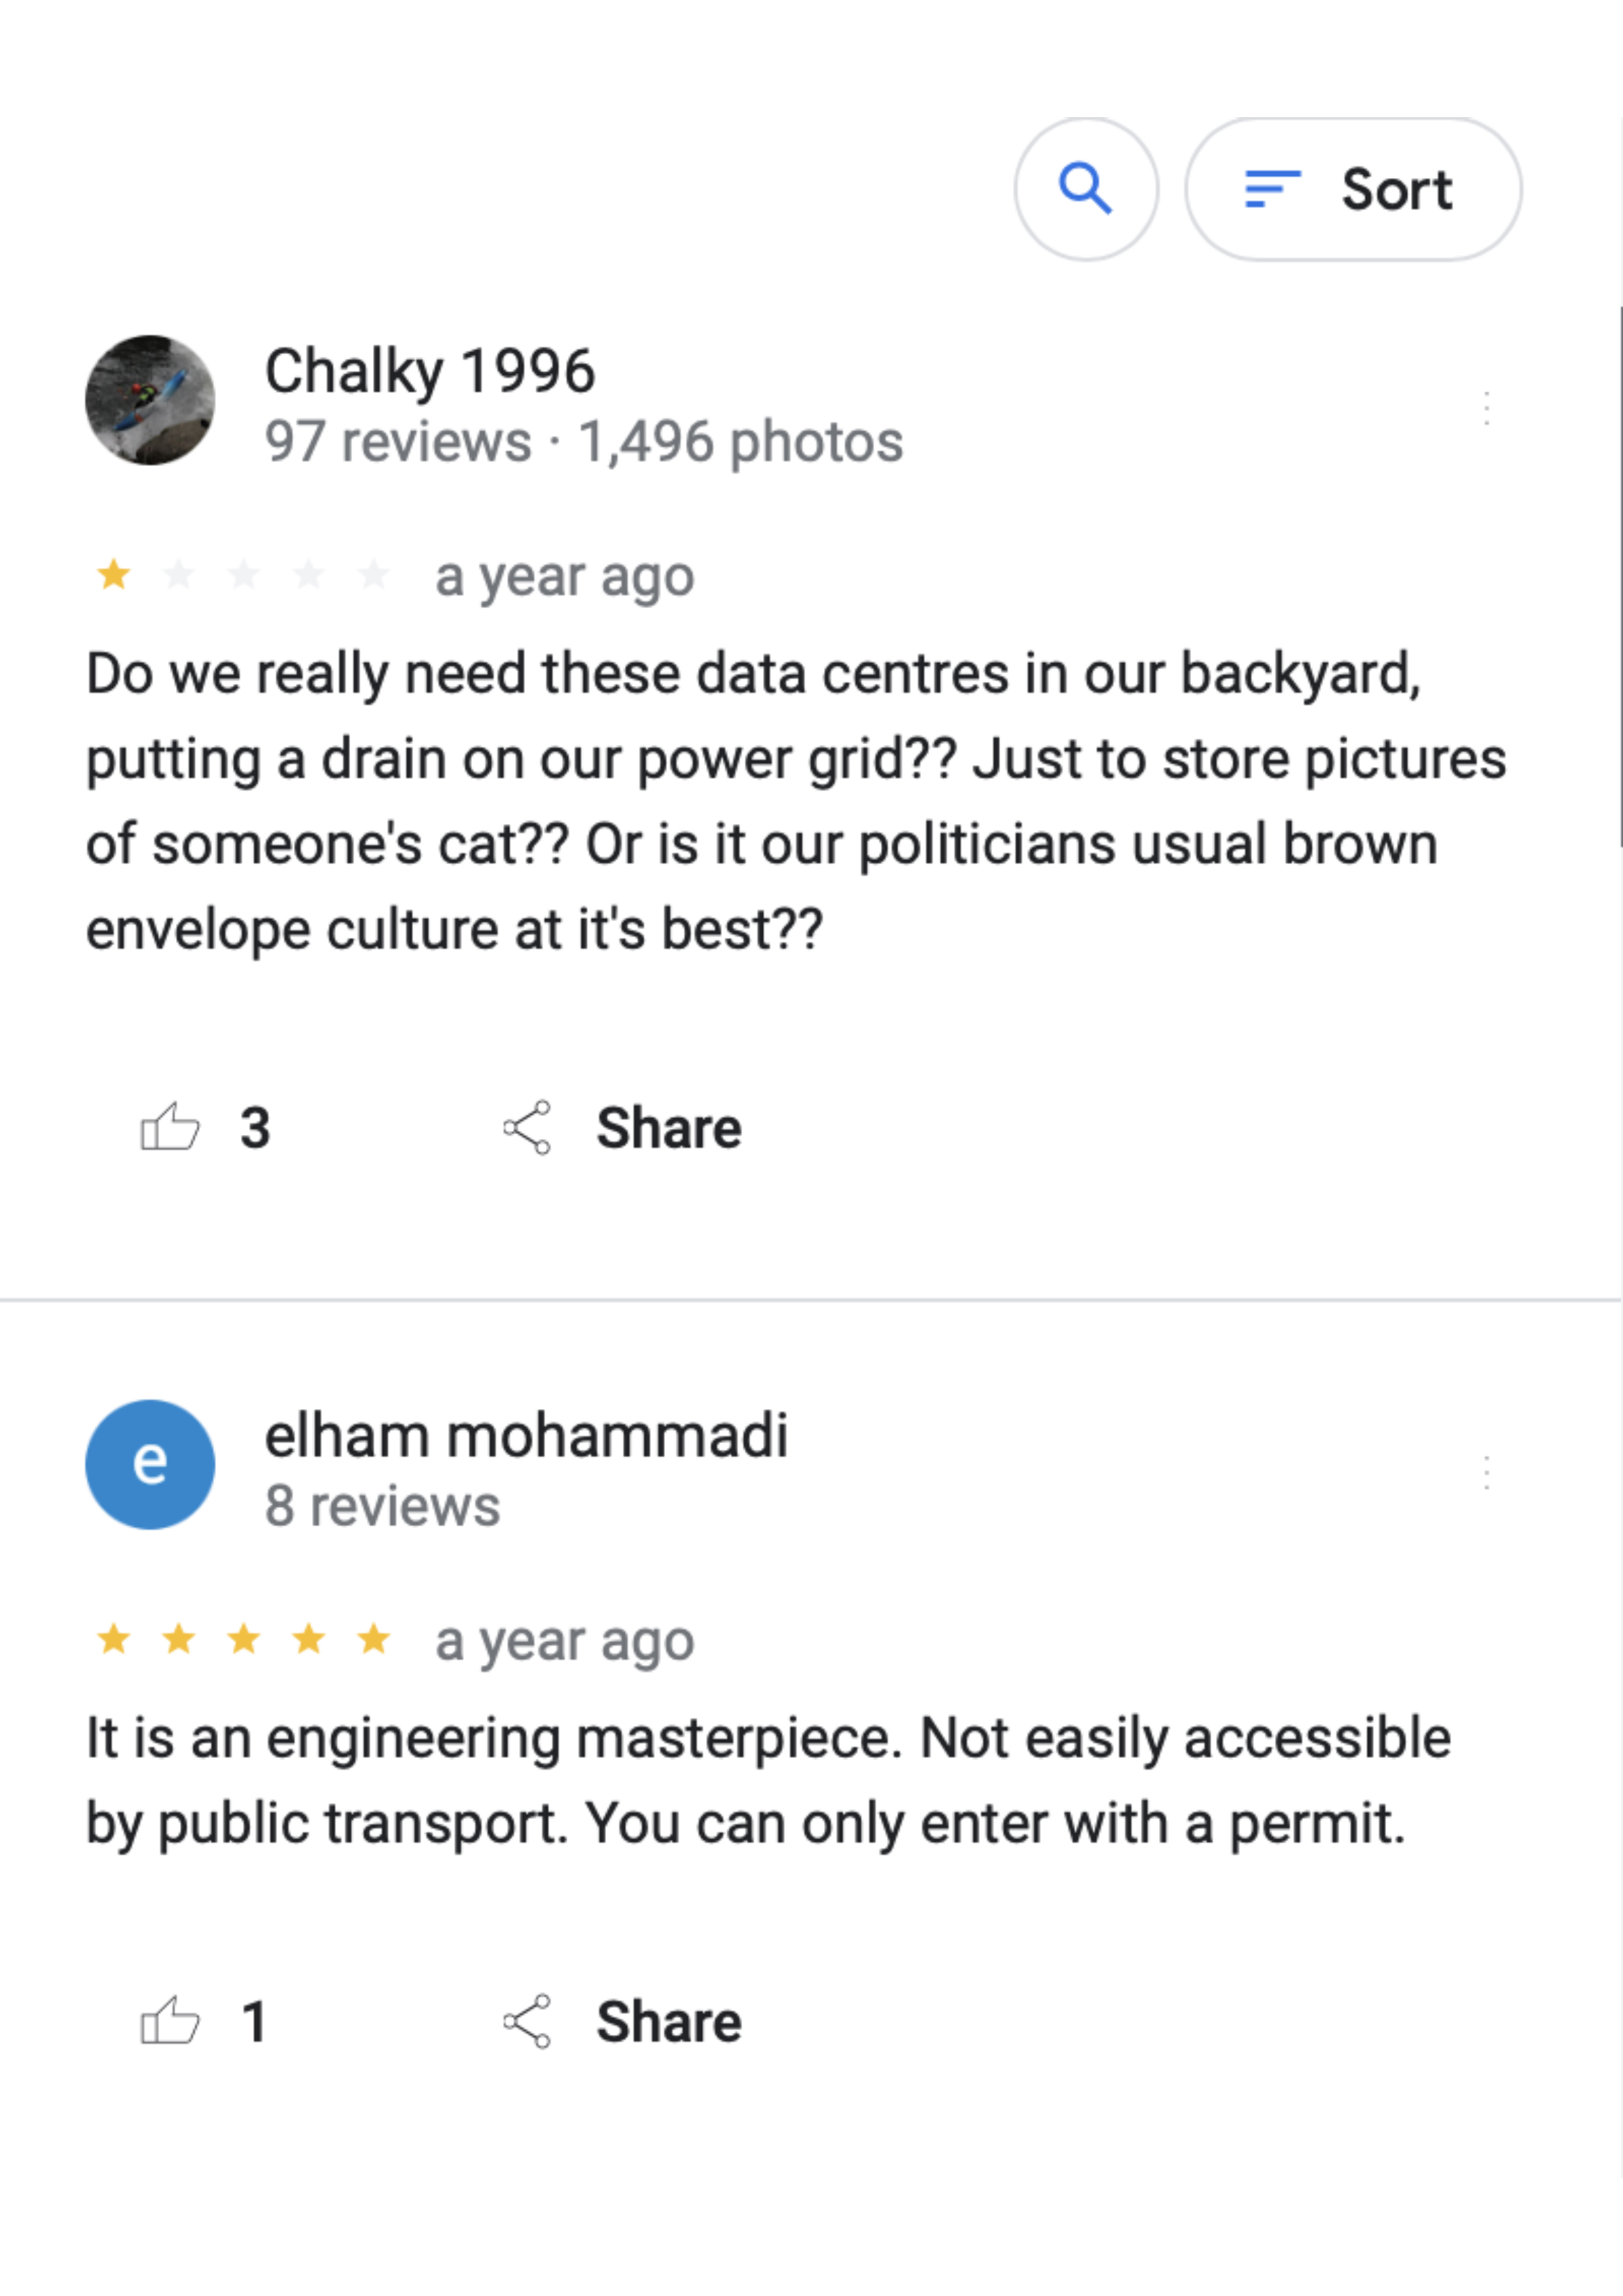 Sort
Chalky 1996
97 reviews · 1,496 photos
a year ago
Do we really need these data centres in our backyard,
putting a drain on our power grid?? Just to store pictures
of someone's cat?? Or is it our politicians usual brown
envelope culture at it's best??
3 Share
e
elham mohammadi
8 reviews
a year ago
It is an engineering masterpiece. Not easily accessible
by public transport. You can only enter with a permit.
1 Share